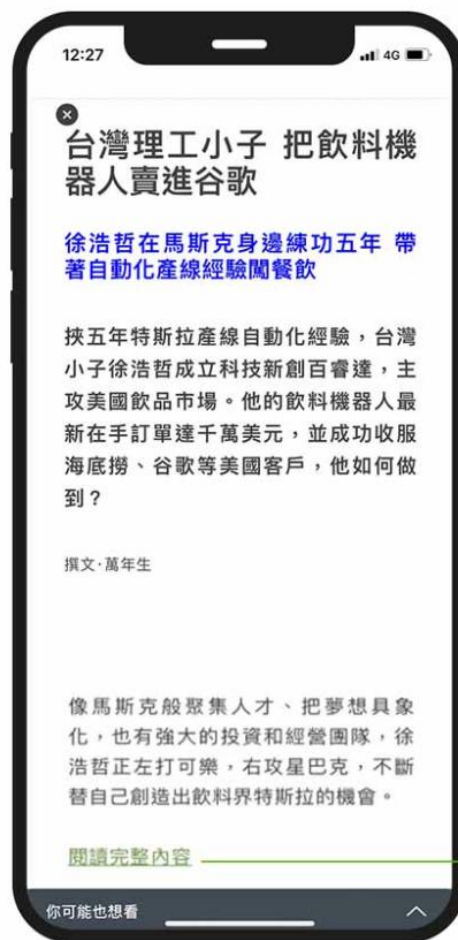 12:27
4G
台灣理工小子 把飲料機
器人賣進谷歌
徐浩哲在馬斯克身邊練功五年 帶
著自動化產線經驗闖餐飲
挾五年特斯拉產線自動化經驗，台灣
小子徐浩哲成立科技新創百睿達，主
攻美國飲品市場。他的飲料機器人最
新在手訂單達千萬美元，並成功收服
海底撈、谷歌等美國客戶，他如何做
到？
撰文·萬年生
像馬斯克般聚集人才、把夢想具象
化，也有強大的投資和經營團隊，徐
浩哲正左打可樂，右攻星巴克，不斷
替自己創造出飲料界特斯拉的機會。
閱讀完整內容
你可能也想看